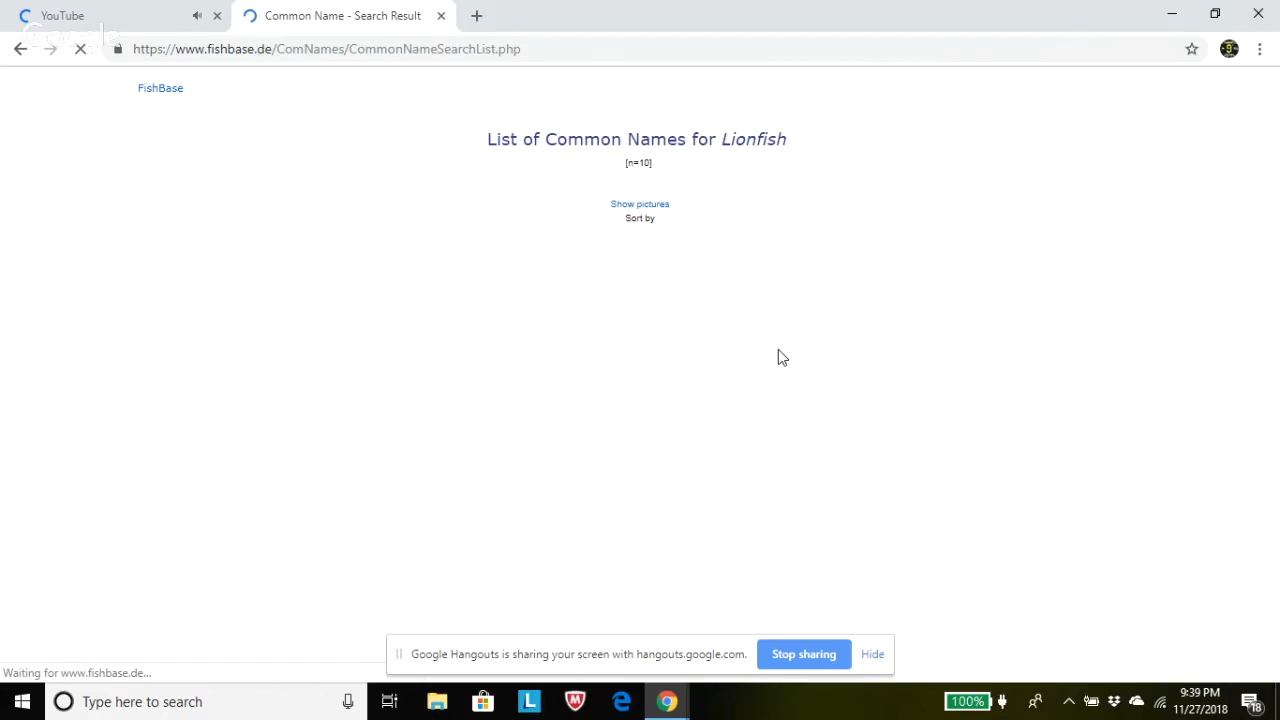 YouTube
Common Name - Search Result
Google
https://www.fishbase.de/ComNames/CommonNameSearchList.php
9
FishBase
List of Common Names for Lionfish
[n=10]
Show pictures
Sort by
Google Hangouts is sharing your screen with hangouts.google.com.
Stop sharing
Hide
Waiting for www.fishbase.de...
Type here to search
L
100%
9:39 PM
11/27/2018
18